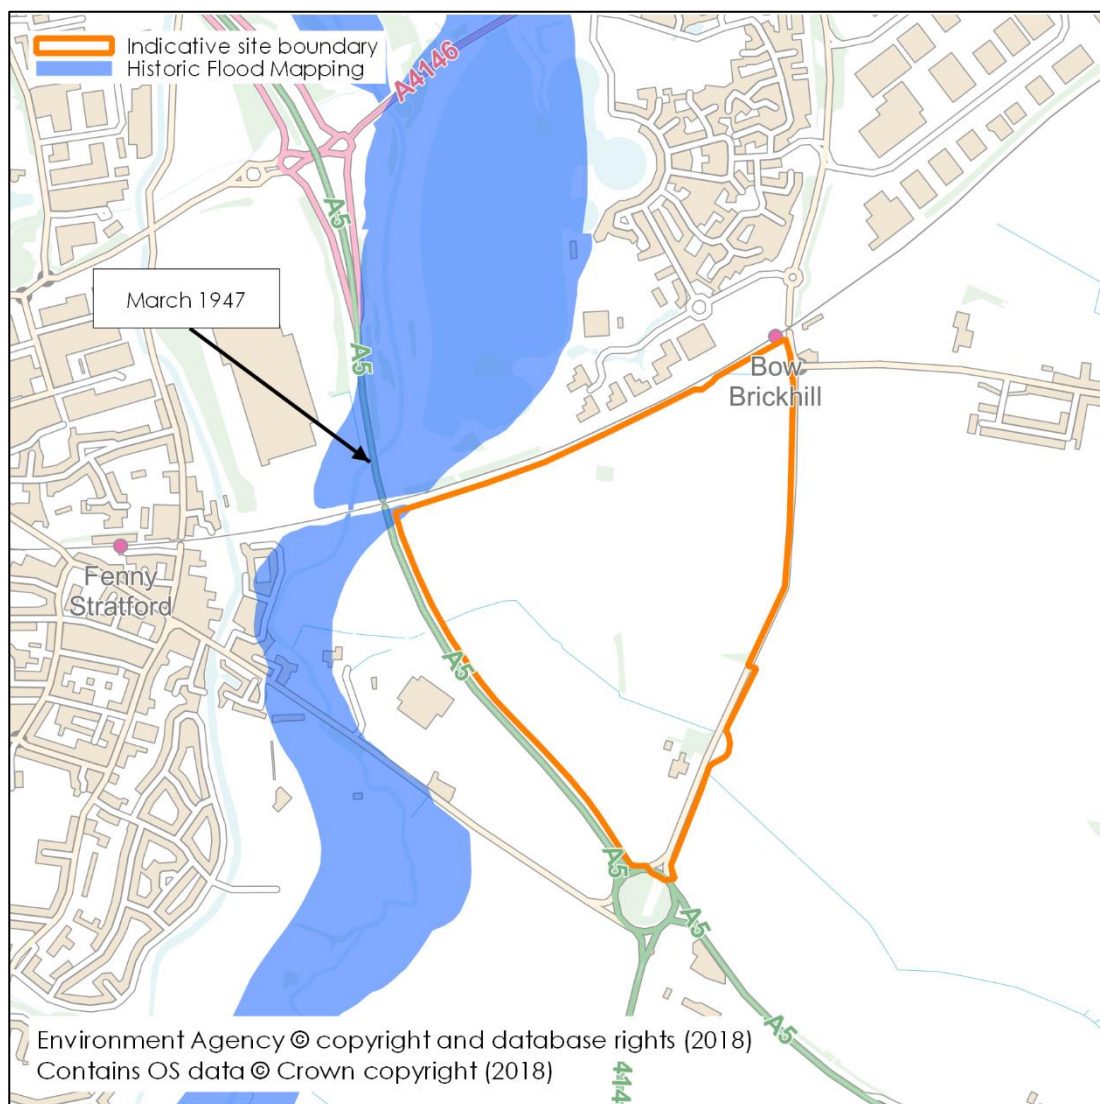 Indicative site boundary
Historic Flood Mapping
A4146
A5
March 1947
A5
Bow
Brickhill
Fenny
Stratford
A5
A5
A5
A5
414
Environment Agency © copyright and database rights (2018)
Contains OS data © Crown copyright (2018)